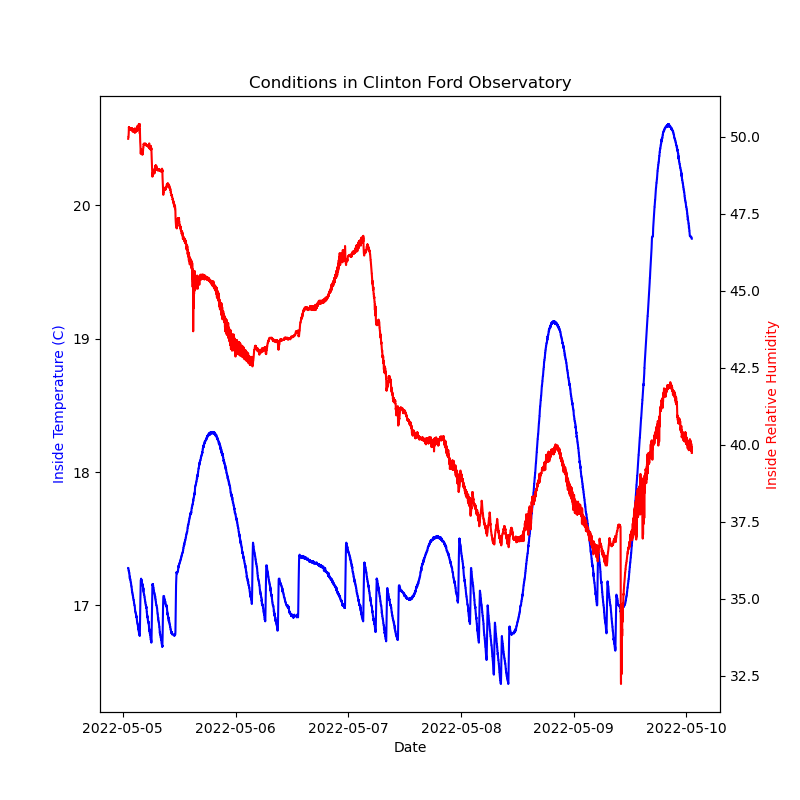 Conditions in Clinton Ford Observatory
20
19
18
17
Inside Temperature (C)
50.0
47.5
45.0
42.5
40.0
37.5
35.0
32.5
Inside Relative Humidity
2022-05-05 2022-05-06 2022-05-07 2022-05-08 2022-05-09 2022-05-10
Date